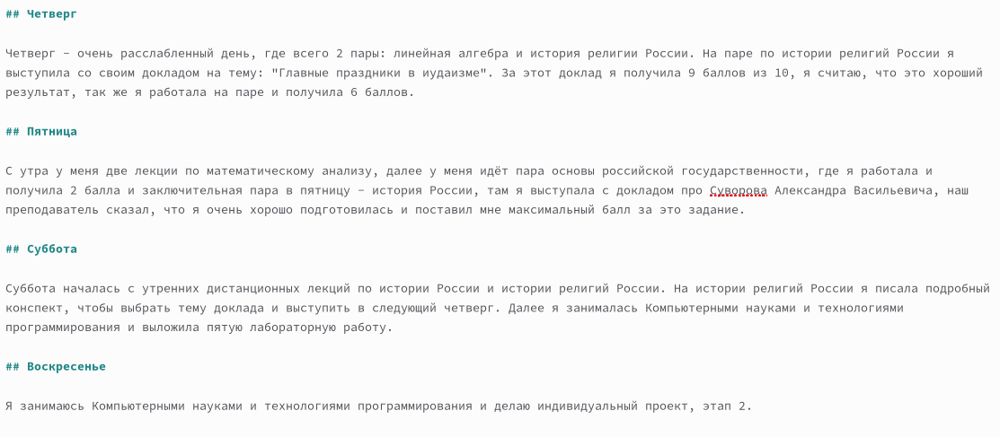 ## Четверг
Четверг - очень расслабленный день, где всего 2 пары: линейная алгебра и история религии России. На паре по истории религий России я
выступила со своим докладом на тему: "Главные праздники в иудаизме". За этот доклад я получила 9 баллов из 10, я считаю, что это хороший
результат, так же я работала на паре и получила 6 баллов.
## Пятница
С утра у меня две лекции по математическому анализу, далее у меня идёт пара основы российской государственности, где я работала и
получила 2 балла и заключительная пара в пятницу - история России, там я выступала с докладом про Суворова Александра Васильевича, наш
преподаватель сказал, что я очень хорошо подготовилась и поставил мне максимальный балл за это задание.
## Суббота
Суббота началась с утренних дистанционных лекций по истории России и истории религий России. На истории религий России я писала подробный
конспект, чтобы выбрать тему доклада и выступить в следующий четверг. Далее я занималась Компьютерными науками и технологиями
программирования и выложила пятую лабораторную работу.
## Воскресенье
Я занимаюсь Компьютерными науками и технологиями программирования и делаю индивидуальный проект, этап 2.